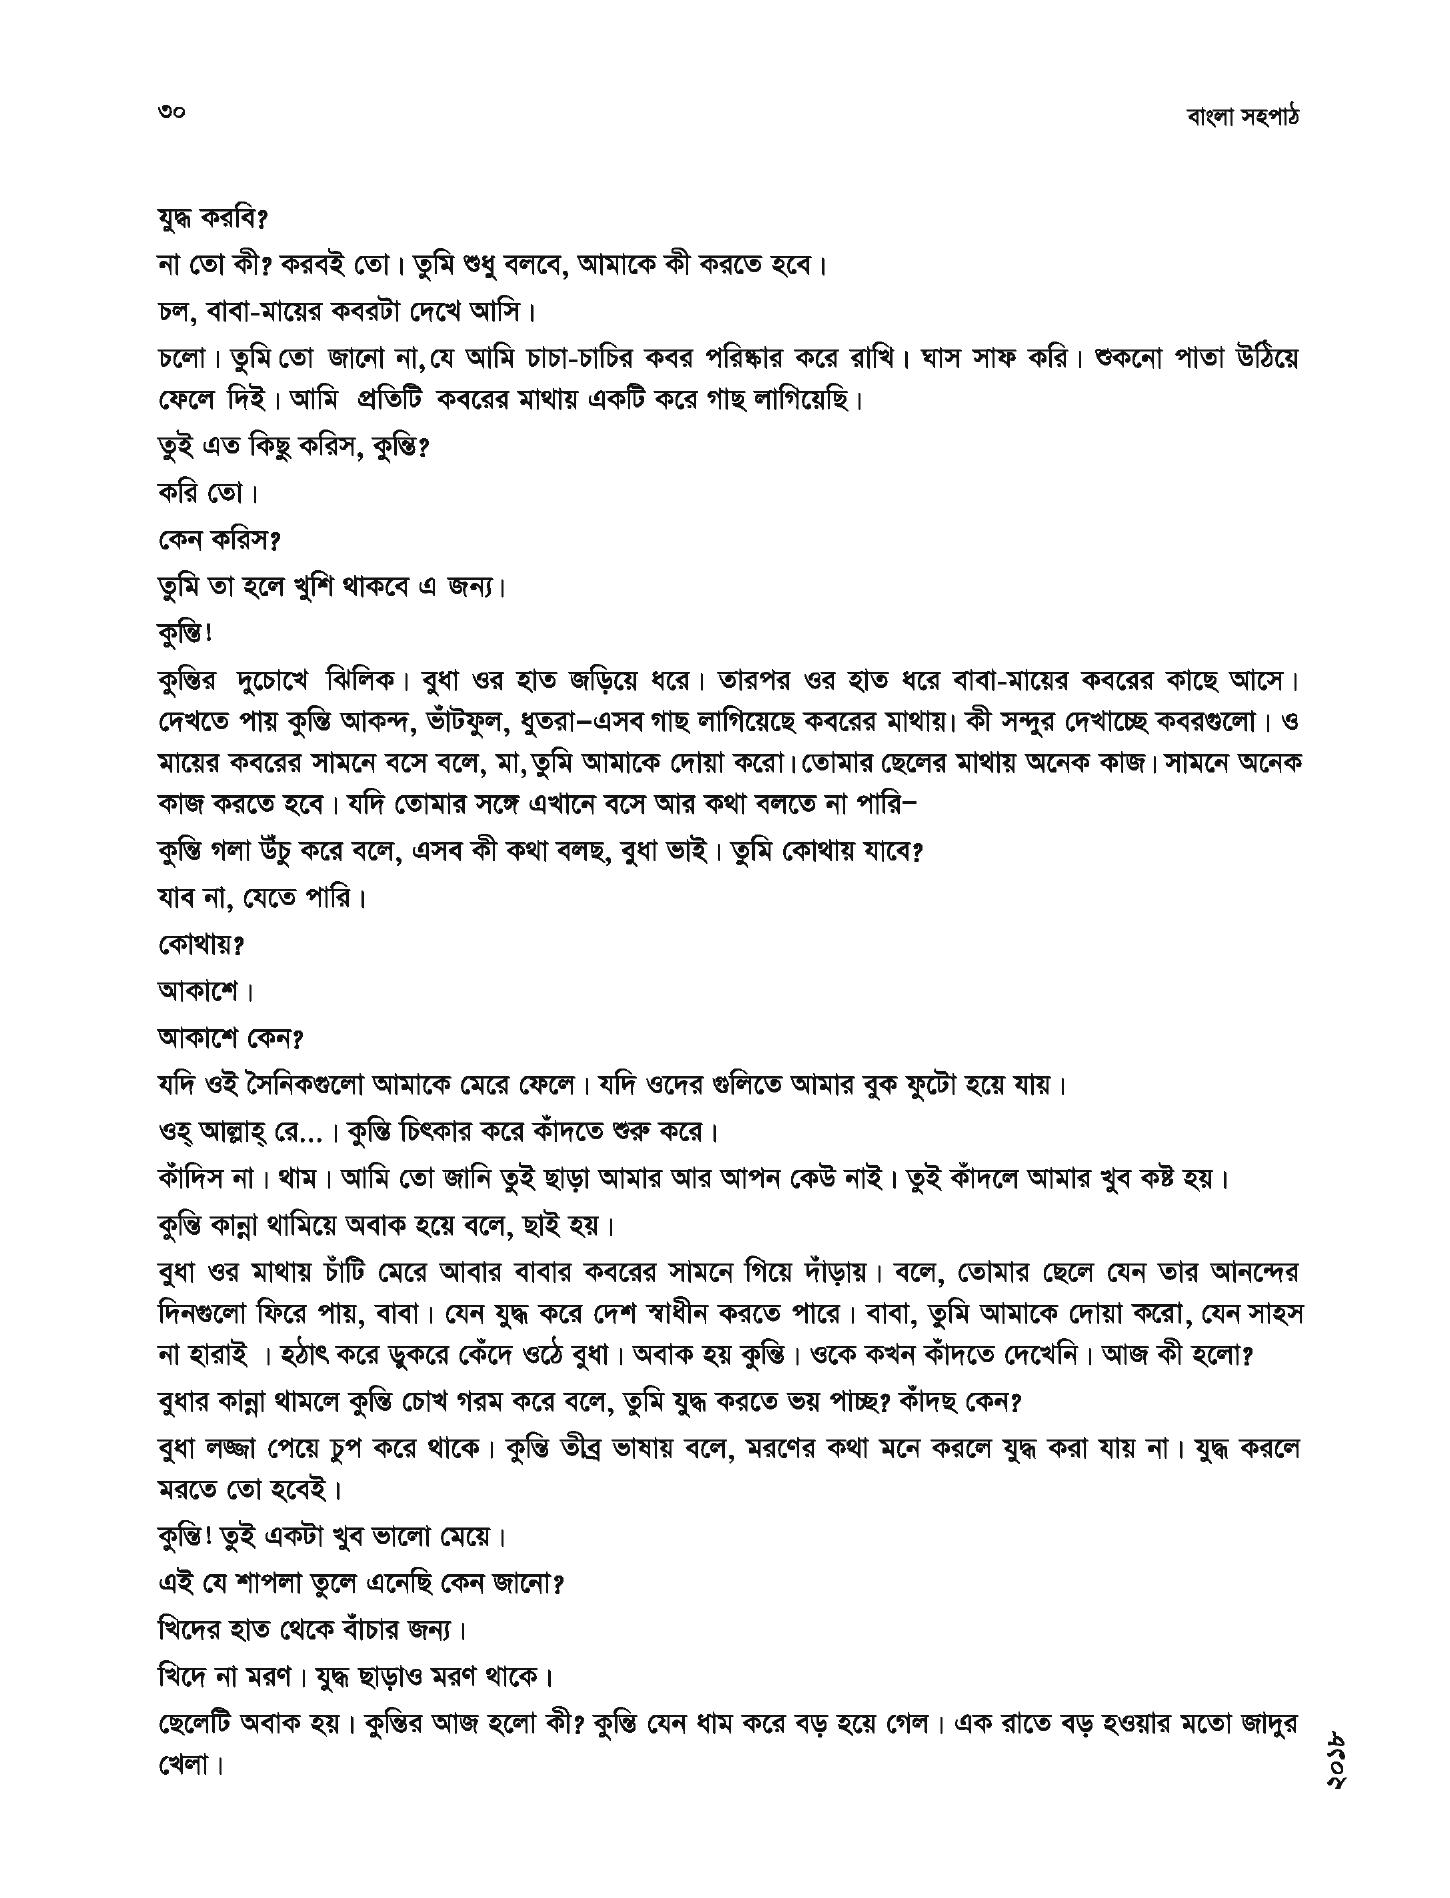 ৩০
বাংলা সহপাঠ
যুদ্ধ করবি?
না তো কী? করবই তো। তুমি শুধু বলবে, আমাকে কী করতে হবে।
চল, বাবা-মায়ের কবরটা দেখে আসি।
চলো। তুমি তো জানো না, যে আমি চাচা-চাচির কবর পরিষ্কার করে রাখি। ঘাস সাফ করি। শুকনো পাতা উঠিয়ে
ফেলে দিই। আমি প্রতিটি কবরের মাথায় একটি করে গাছ লাগিয়েছি।
তুই এত কিছু করিস, কুন্তি?
করি তো।
কেন করিস?
তুমি তা হলে খুশি থাকবে এ জন্য।
কুন্তি!
কুন্তির দুচোখে ঝিলিক। বুধা ওর হাত জড়িয়ে ধরে। তারপর ওর হাত ধরে বাবা-মায়ের কবরের কাছে আসে।
দেখতে পায় কুন্তি আকন্দ, ভাঁটফুল, ধুতরা–এসব গাছ লাগিয়েছে কবরের মাথায়। কী সন্দুর দেখাচ্ছে কবরগুলো। ও
মায়ের কবরের সামনে বসে বলে, মা, তুমি আমাকে দোয়া করো। তোমার ছেলের মাথায় অনেক কাজ। সামনে অনেক
কাজ করতে হবে। যদি তোমার সঙ্গে এখানে বসে আর কথা বলতে না পারি–
কুন্তি গলা উঁচু করে বলে, এসব কী কথা বলছ, বুধা ভাই। তুমি কোথায় যাবে?
যাব না, যেতে পারি।
কোথায়?
আকাশে।
আকাশে কেন?
যদি ওই সৈনিকগুলো আমাকে মেরে ফেলে। যদি ওদের গুলিতে আমার বুক ফুটো হয়ে যায়।
ওহ্ আল্লাহ্ রে...। কুন্তি চিৎকার করে কাঁদতে শুরু করে।
কাঁদিস না। থাম। আমি তো জানি তুই ছাড়া আমার আর আপন কেউ নাই। তুই কাঁদলে আমার খুব কষ্ট হয়।
কুন্তি কান্না থামিয়ে অবাক হয়ে বলে, ছাই হয়।
বুধা ওর মাথায় চাঁটি মেরে আবার বাবার কবরের সামনে গিয়ে দাঁড়ায়। বলে, তোমার ছেলে যেন তার আনন্দের
দিনগুলো ফিরে পায়, বাবা। যেন যুদ্ধ করে দেশ স্বাধীন করতে পারে। বাবা, তুমি আমাকে দোয়া করো, যেন সাহস
না হারাই । হঠাৎ করে ডুকরে কেঁদে ওঠে বুধা। অবাক হয় কুন্তি। ওকে কখন কাঁদতে দেখেনি। আজ কী হলো?
বুধার কান্না থামলে কুন্তি চোখ গরম করে বলে, তুমি যুদ্ধ করতে ভয় পাচ্ছ? কাঁদছ কেন?
বুধা লজ্জা পেয়ে চুপ করে থাকে। কুন্তি তীব্র ভাষায় বলে, মরণের কথা মনে করলে যুদ্ধ করা যায় না। যুদ্ধ করলে
মরতে তো হবেই।
কুন্তি! তুই একটা খুব ভালো মেয়ে।
এই যে শাপলা তুলে এনেছি কেন জানো?
খিদের হাত থেকে বাঁচার জন্য।
খিদে না মরণ। যুদ্ধ ছাড়াও মরণ থাকে।
ছেলেটি অবাক হয়। কুন্তির আজ হলো কী? কুন্তি যেন ধাম করে বড় হয়ে গেল। এক রাতে বড় হওয়ার মতো জাদুর
খেলা।
২০১৮